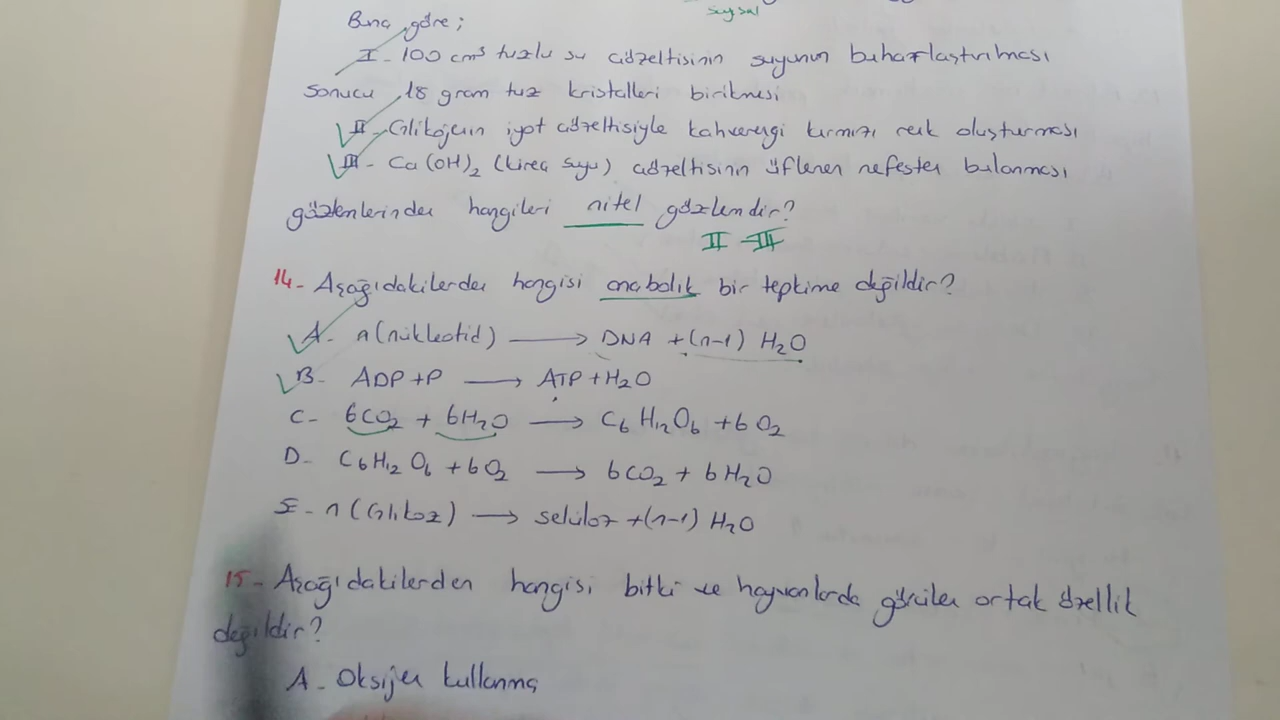 sayısal
Buna göre;
I- 100 cm³ tuzlu su çözeltisinin suyunun buharlaştırılması
sonucu 18 gram tuz kristalleri birikmesi
II- Glikojenin iyot çözeltisiyle kahverengi kırmızı renk oluşturması
III- Ca(OH)₂ (kireç suyu) çözeltisinin üflenen nefesten bulanması
gözlemlerinden hangileri nitel gözlemdir?
II - III
14- Aşağıdakilerden hangisi anabolik bir tepkime değildir?
A- n(nükleotid) → DNA +(n-1) H₂O
B- ADP+P → ATP+H₂O
C- 6CO₂ + 6H₂O → C₆H₁₂O₆ +6O₂
D- C₆H₁₂O₆ +6O₂ → 6CO₂ + 6H₂O
E- n(Glikoz) → selüloz +(n-1) H₂O
15- Aşağıdakilerden hangisi bitki ve hayvanlarda görülen ortak özellik
değildir?
A- Oksijen kullanma